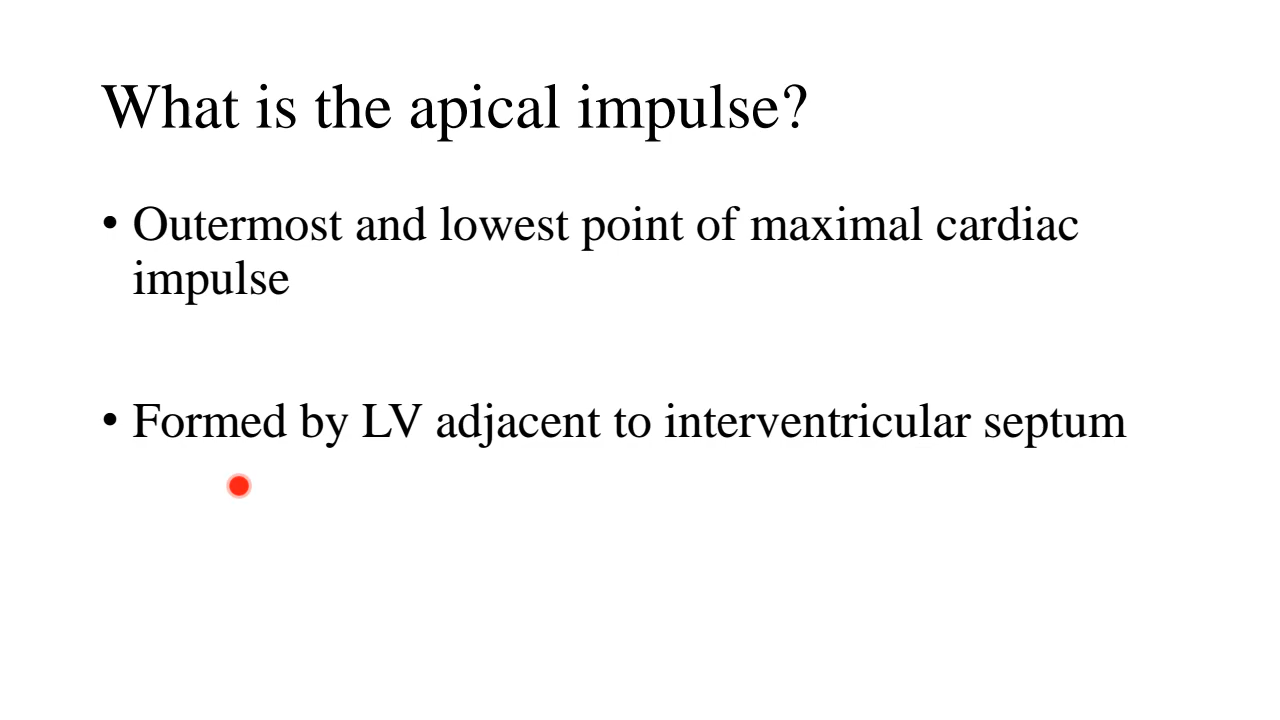 What is the apical impulse?
• Outermost and lowest point of maximal cardiac
impulse
• Formed by LV adjacent to interventricular septum